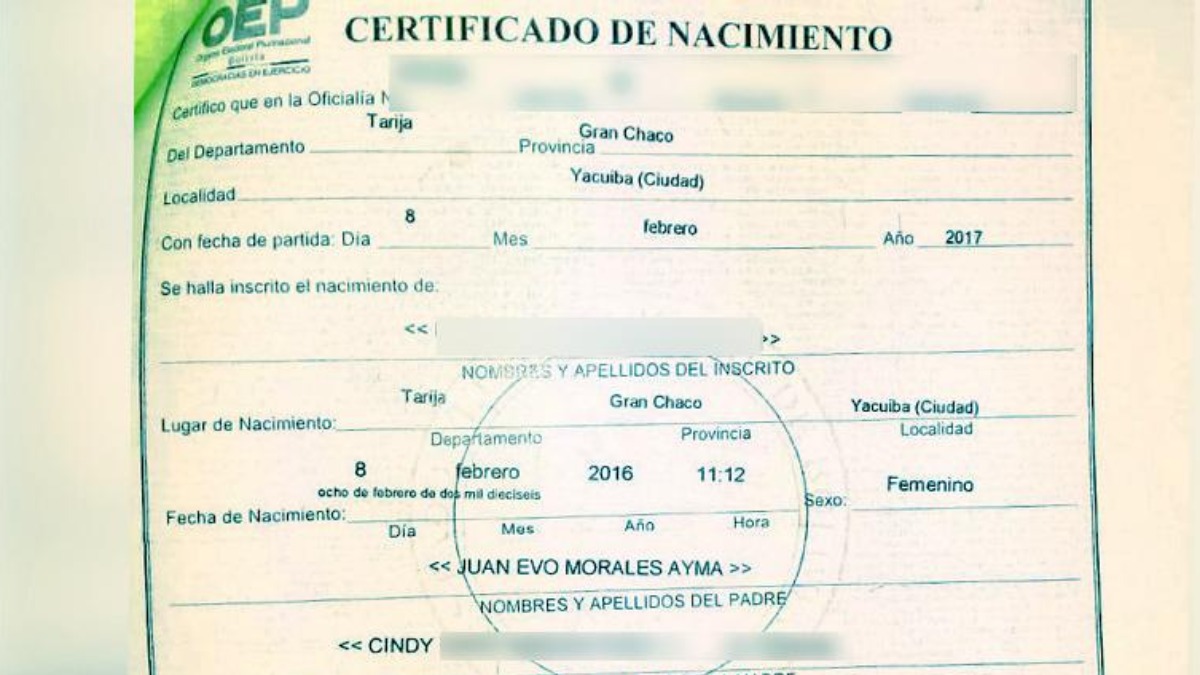 OEP
Órgano Electoral Plurinacional
Bolivia
DEMOCRACIAS EN EJERCICIO
CERTIFICADO DE NACIMIENTO
Certifico que en la Oficialía N
Tarija Gran Chaco
Del Departamento Provincia
Yacuiba (Ciudad)
Localidad
8 febrero
Con fecha de partida: Día Mes Año 2017
Se halla inscrito el nacimiento de:
<< >>
NOMBRES Y APELLIDOS DEL INSCRITO
Tarija Gran Chaco Yacuiba (Ciudad)
Lugar de Nacimiento:
Departamento Provincia Localidad
8 febrero 2016 11:12 Femenino
ocho de febrero de dos mil dieciseis
Sexo:
Fecha de Nacimiento:
Día Mes Año Hora
<< JUAN EVO MORALES AYMA >>
NOMBRES Y APELLIDOS DEL PADRE
<< CINDY